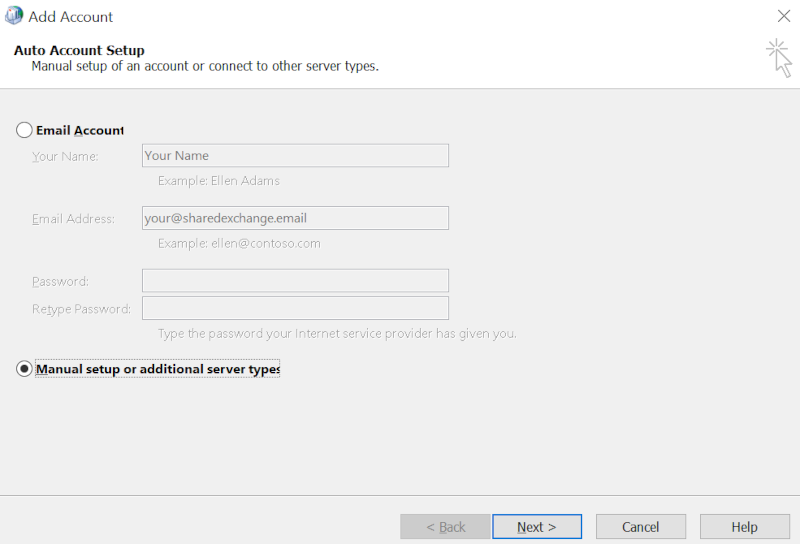 Add Account
Auto Account Setup
Manual setup of an account or connect to other server types.
Email Account
Your Name:
Your Name
Example: Ellen Adams
Email Address:
your@sharedexchange.email
Example: ellen@contoso.com
Password:
Retype Password:
Type the password your Internet service provider has given you.
Manual setup or additional server types
< Back
Next >
Cancel
Help